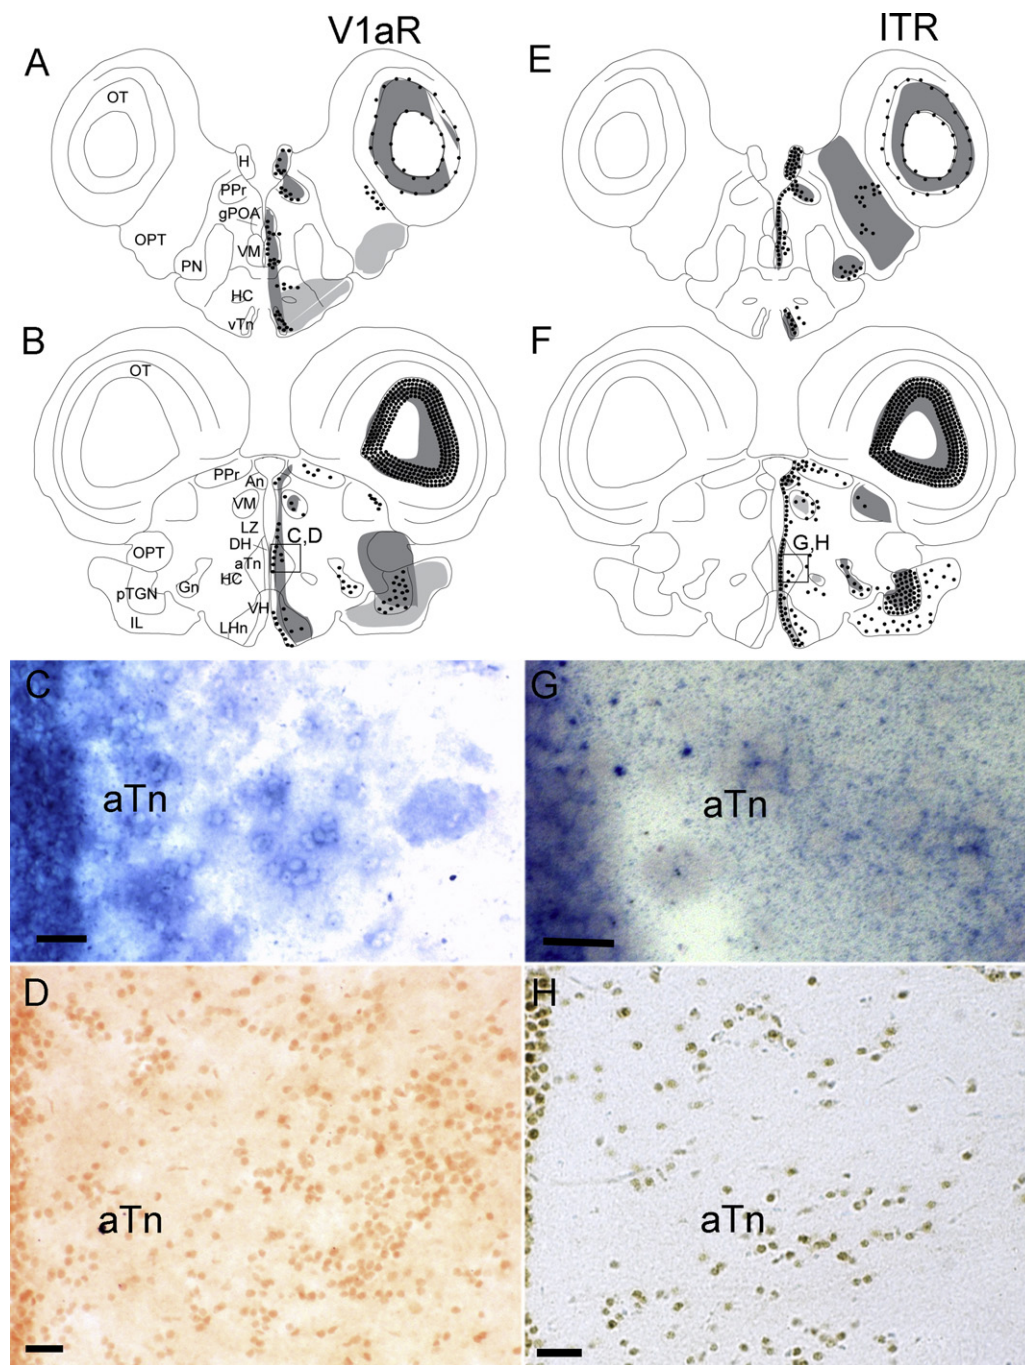 V1aR
ITR
A
E
OT
H
PPr
gPOA
OPT
VM
PN
HC
vTn
B
F
OT
PPr
An
VM
LZ
DH
C,D
G,H
OPT
aTn
HC
Gn
pTGN
VH
IL
LHn
C
G
aTn
aTn
D
H
aTn
aTn